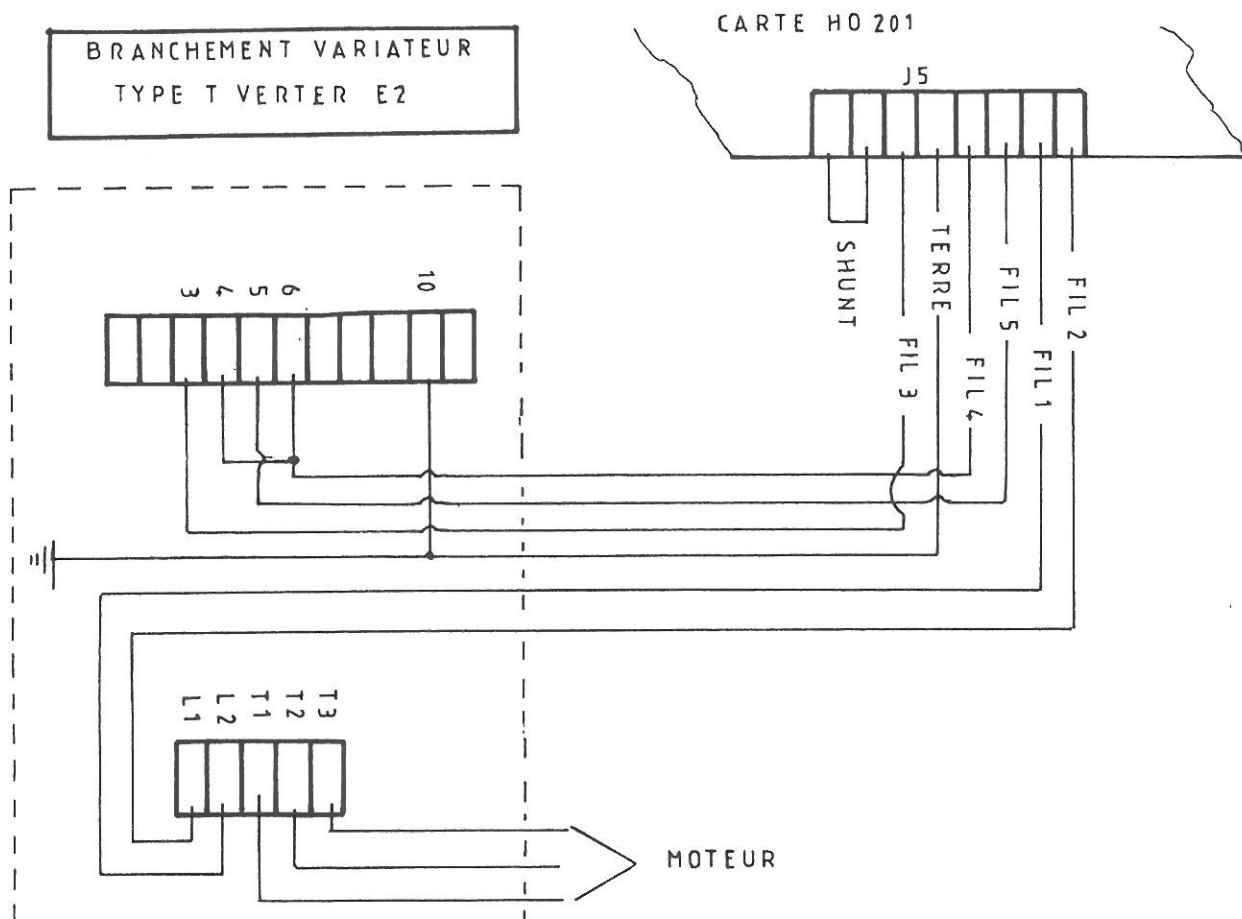 BRANCHEMENT VARIATEUR
TYPE T VERTER E2
CARTE HO 201
J5
SHUNT
FIL 3
TERRE
FIL 4
FIL 5
FIL 1
FIL 2
3 4 5 6 10
L1 L2 T1 T2 T3
MOTEUR